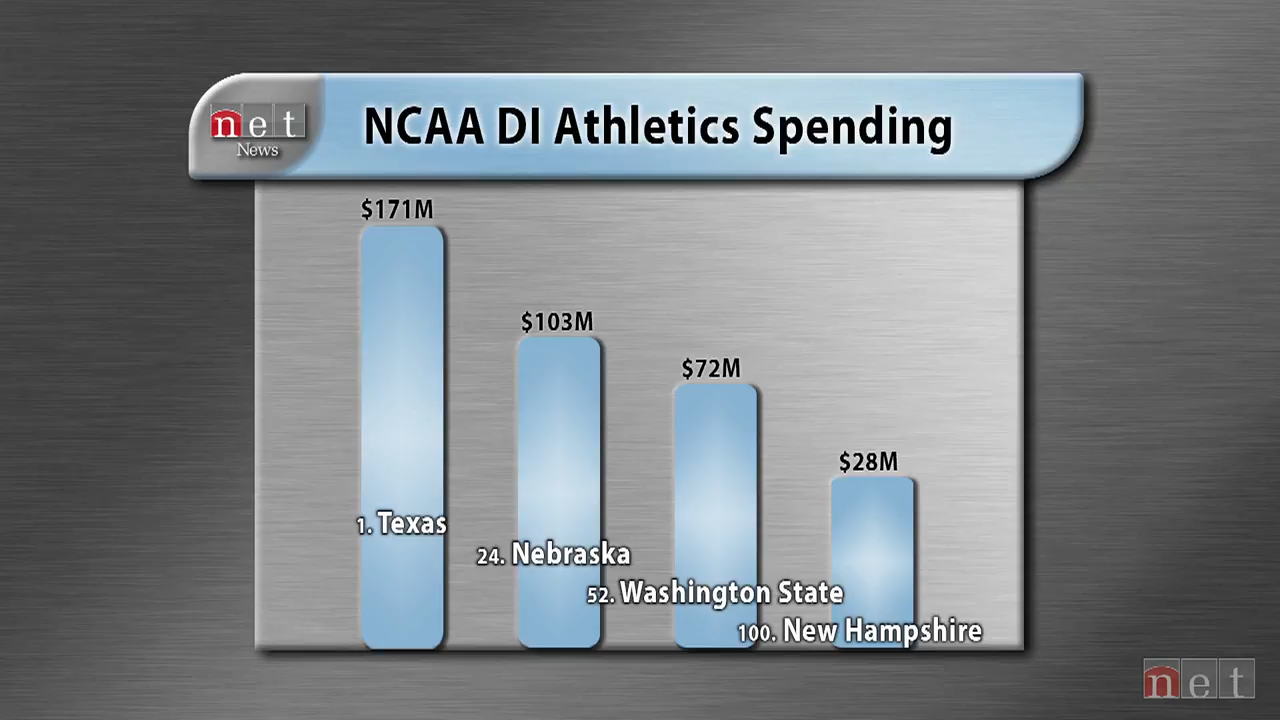 net
News
NCAA DI Athletics Spending
$171M
$103M
$72M
$28M
1. Texas
24. Nebraska
52. Washington State
100. New Hampshire
net